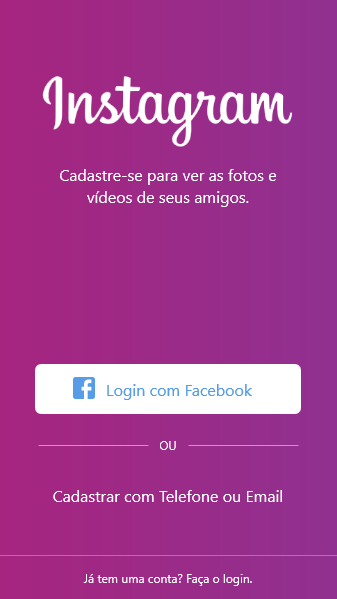 Instagram
Cadastre-se para ver as fotos e
vídeos de seus amigos.
Login com Facebook
OU
Cadastrar com Telefone ou Email
Já tem uma conta? Faça o login.